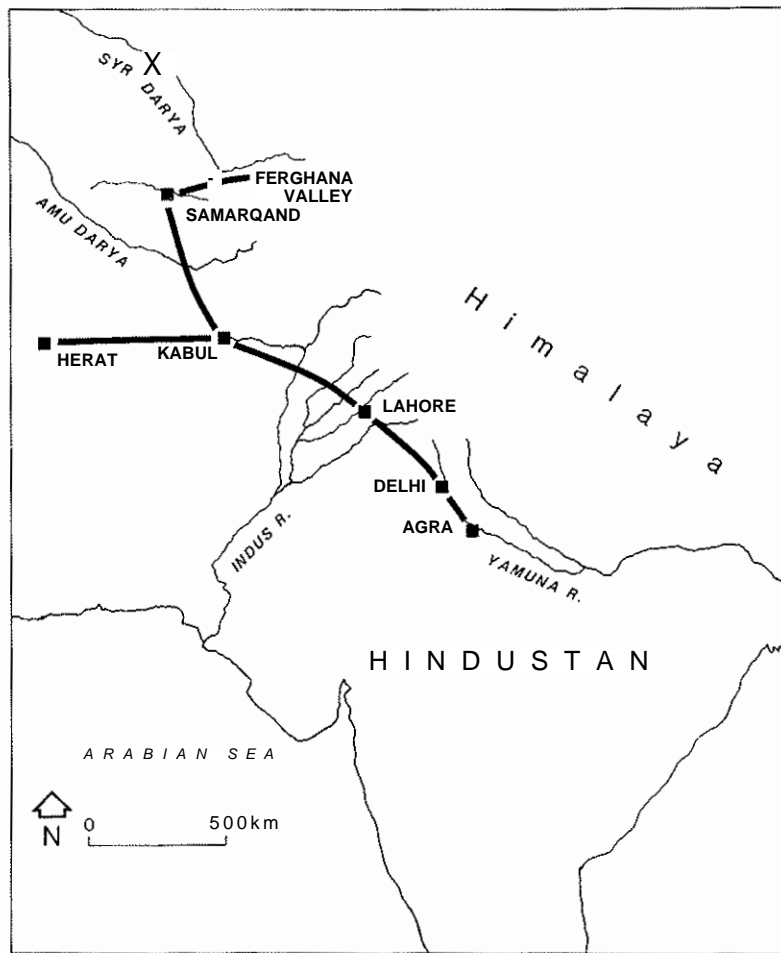 X
SYR DARYA
FERGHANA
VALLEY
SAMARQAND
AMU DARYA
Himalaya
HERAT
KABUL
LAHORE
DELHI
AGRA
INDUS R.
YAMUNA R.
HINDUSTAN
ARABIAN SEA
N
0 500km